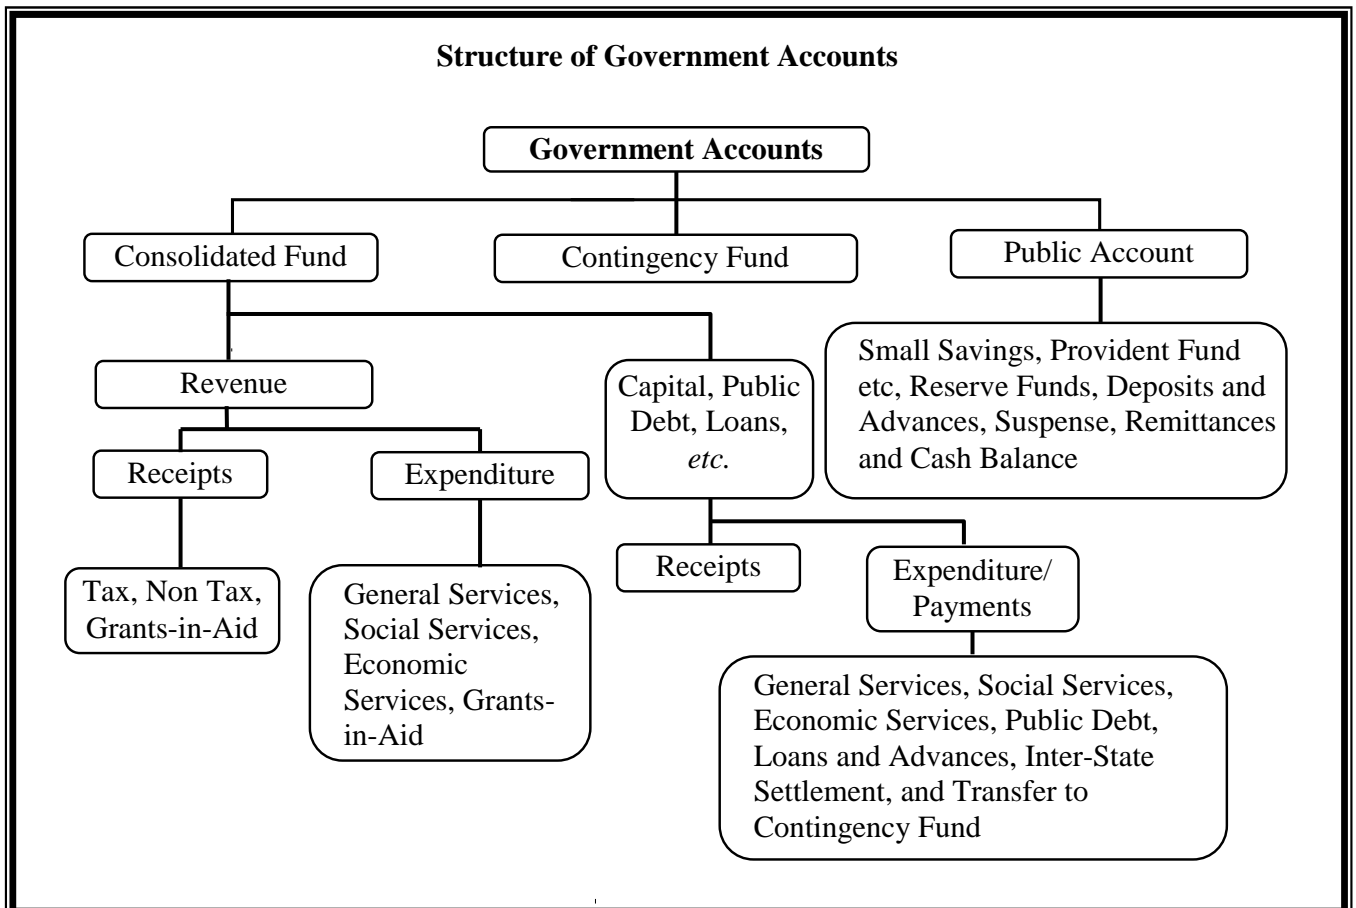 Structure of Government Accounts
Government Accounts
Consolidated Fund
Contingency Fund
Public Account
Revenue
Capital, Public
Debt, Loans,
etc.
Small Savings, Provident Fund
etc, Reserve Funds, Deposits and
Advances, Suspense, Remittances
and Cash Balance
Receipts
Expenditure
Receipts
Expenditure/
Payments
Tax, Non Tax,
Grants-in-Aid
General Services,
Social Services,
Economic
Services, Grants-
in-Aid
General Services, Social Services,
Economic Services, Public Debt,
Loans and Advances, Inter-State
Settlement, and Transfer to
Contingency Fund